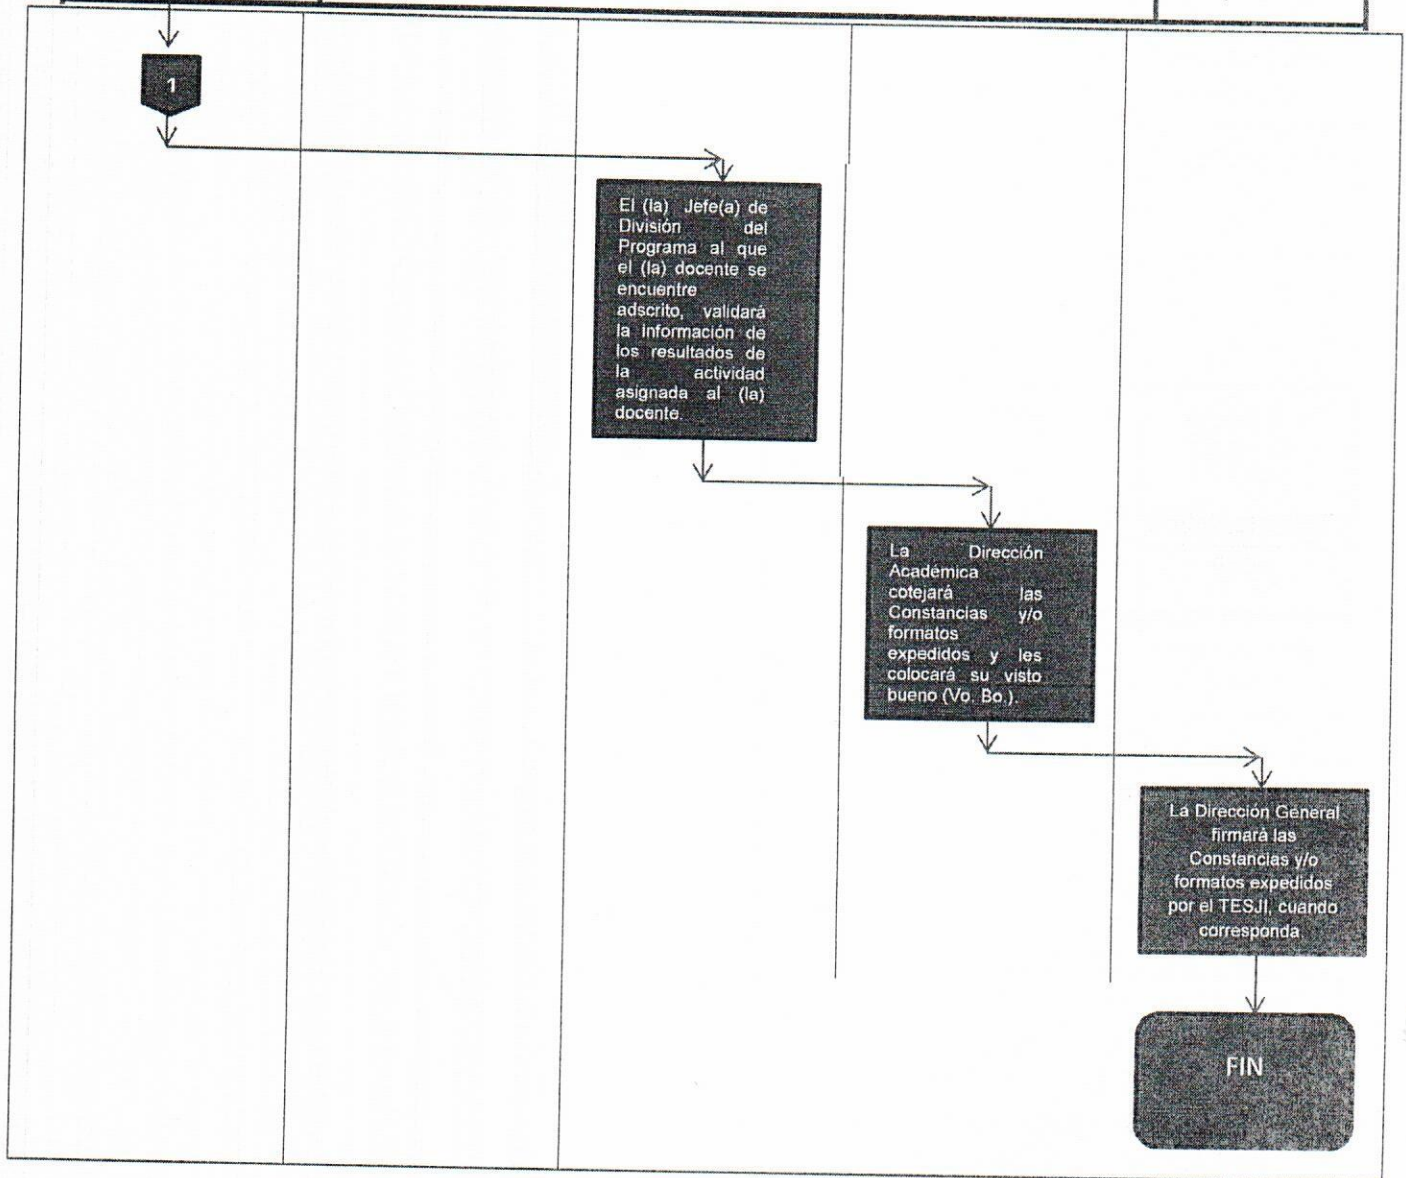 1
El (la) Jefe(a) de
División del
Programa al que
el (la) docente se
encuentre
adscrito, validará
la información de
los resultados de
la actividad
asignada al (la)
docente.
La Dirección
Académica
cotejará las
Constancias y/o
formatos
expedidos y les
colocará su visto
bueno (Vo. Bo.).
La Dirección General
firmará las
Constancias y/o
formatos expedidos
por el TESJI, cuando
corresponda
FIN